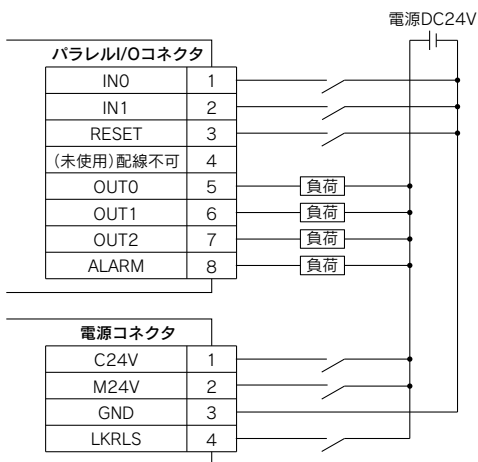 電源DC24V
パラレルI/Oコネクタ
IN0 1
IN1 2
RESET 3
(未使用)配線不可 4
OUT0 5 負荷
OUT1 6 負荷
OUT2 7 負荷
ALARM 8 負荷
電源コネクタ
C24V 1
M24V 2
GND 3
LKRLS 4